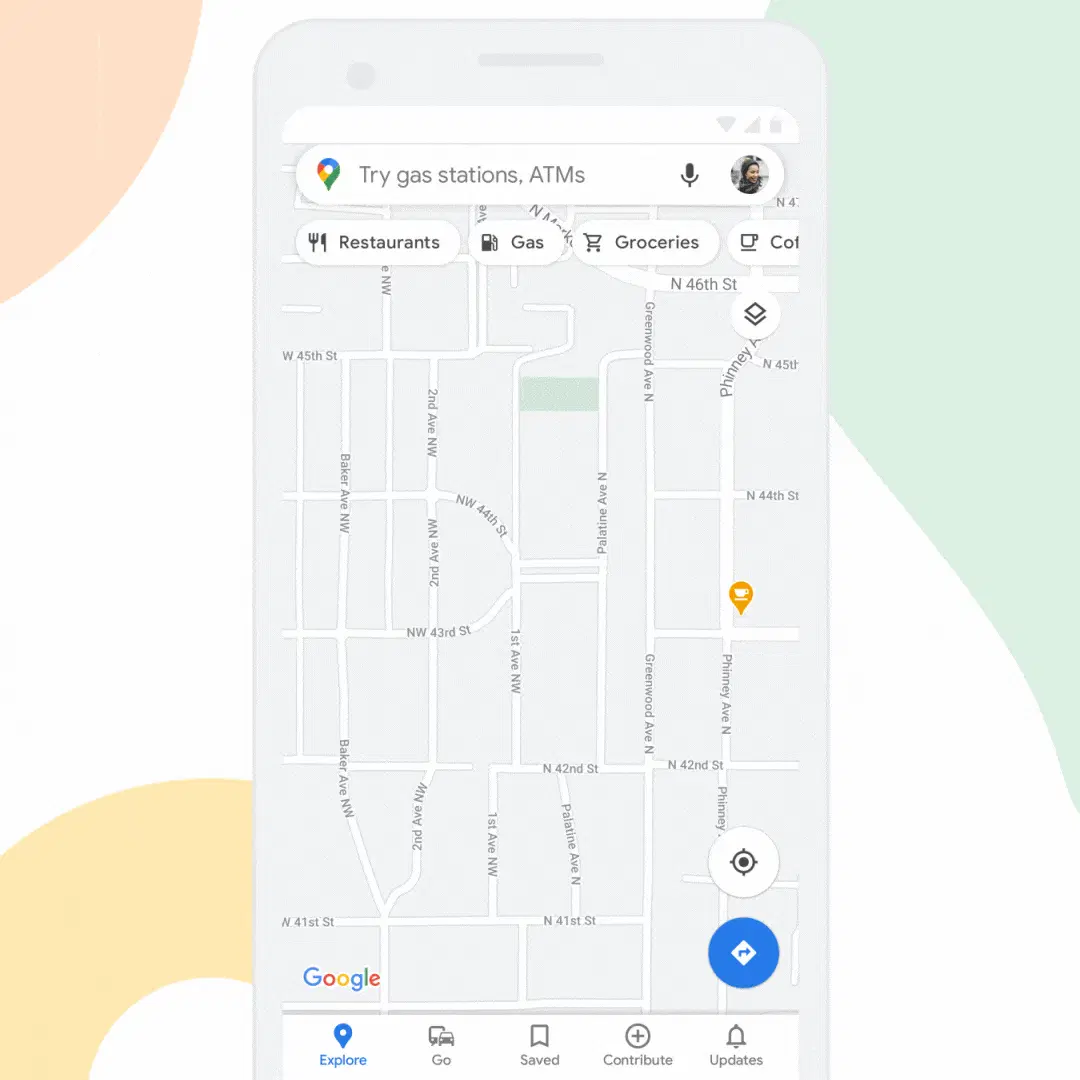 Try gas stations, ATMs
N 47
Restaurants
Gas
Groceries
N 46th St
W 45th St
N 45th
Greenwood Ave N
2nd Ave NW
Baker Ave NW
Palatine Ave N
N 44th St
NW 44th St
2nd Ave NW
NW 43rd St
1st Ave NW
Greenwood Ave N
Phinney Ave N
Baker Ave NW
N 42nd St
N 42nd St
2nd Ave NW
1st Ave NW
Palatine Ave N
Phinney
W 41st St
N 41st St
Google
Explore
Go
Saved
Contribute
Updates